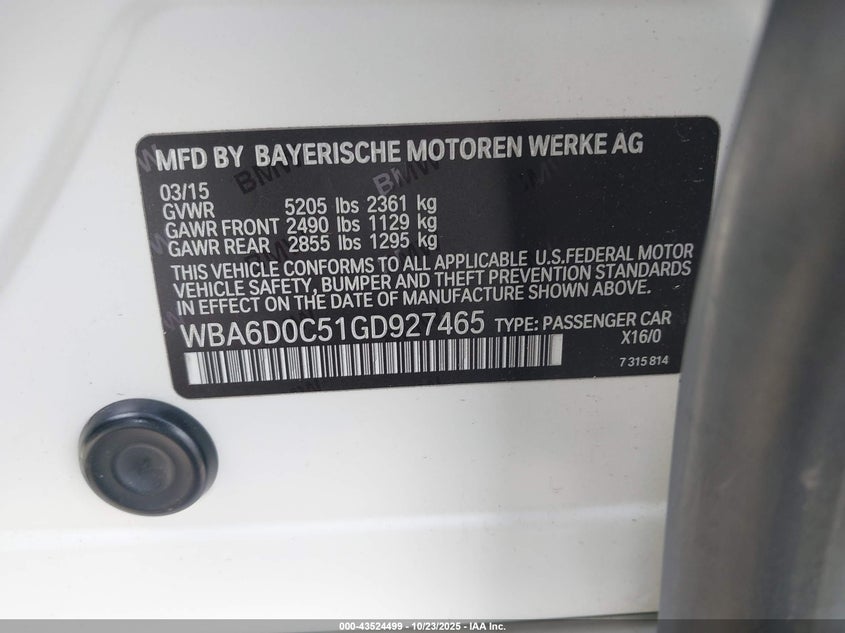 MFD BY BAYERISCHE MOTOREN WERKE AG
03/15
GVWR 5205 lbs 2361 kg
GAWR FRONT 2490 lbs 1129 kg
GAWR REAR 2855 lbs 1295 kg
THIS VEHICLE CONFORMS TO ALL APPLICABLE U.S.FEDERAL MOTOR
VEHICLE SAFETY, BUMPER AND THEFT PREVENTION STANDARDS
IN EFFECT ON THE DATE OF MANUFACTURE SHOWN ABOVE.
WBA6D0C51GD927465 TYPE: PASSENGER CAR
X16/0
7 315 814
BMW
BMW
BMW
000-43524499 - 10/23/2025 - IAA Inc.